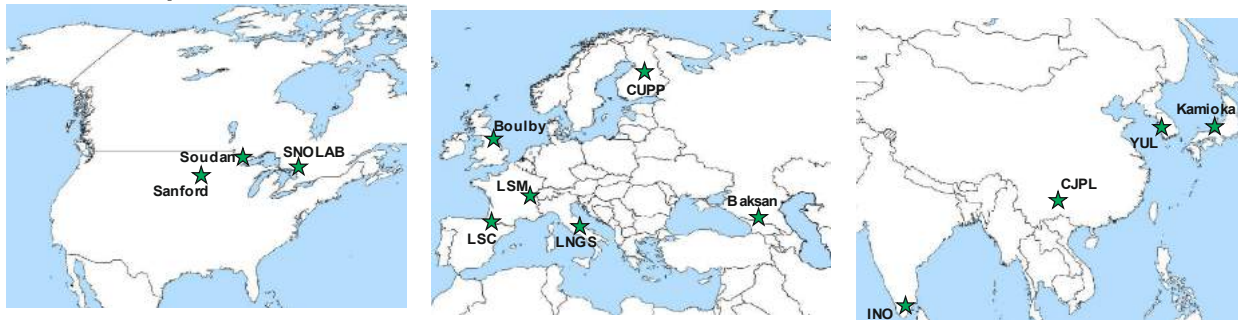 Soudan
SNOLAB
Sanford
CUPP
Boulby
LSM
LSC
LNGS
Baksan
Kamioka
YUL
CJPL
INO